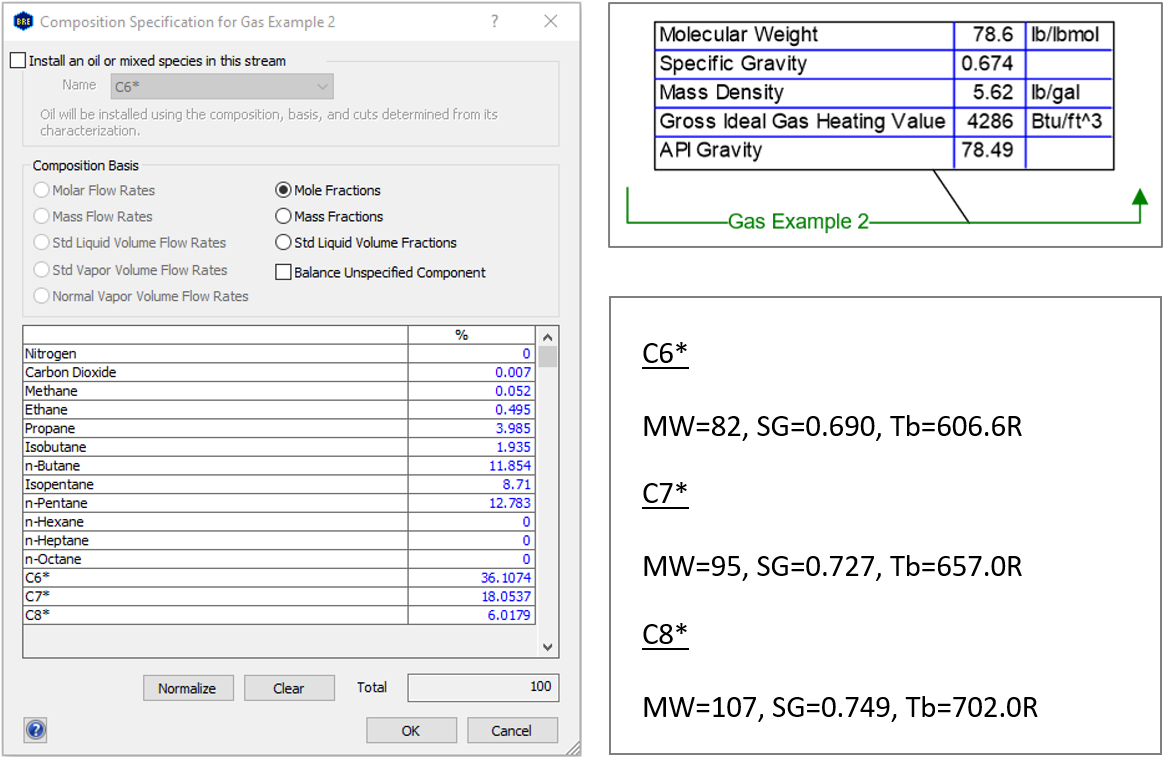 BRE Composition Specification for Gas Example 2 ?
Install an oil or mixed species in this stream
Name C6*
Oil will be installed using the composition, basis, and cuts determined from its
characterization.
Composition Basis
Molar Flow Rates
Mass Flow Rates
Std Liquid Volume Flow Rates
Std Vapor Volume Flow Rates
Normal Vapor Volume Flow Rates
Mole Fractions
Mass Fractions
Std Liquid Volume Fractions
Balance Unspecified Component
%
Nitrogen 0
Carbon Dioxide 0.007
Methane 0.052
Ethane 0.495
Propane 3.985
Isobutane 1.935
n-Butane 11.854
Isopentane 8.71
n-Pentane 12.783
n-Hexane 0
n-Heptane 0
n-Octane 0
C6* 36.1074
C7* 18.0537
C8* 6.0179
Normalize Clear Total 100
? OK Cancel
Molecular Weight 78.6 lb/lbmol
Specific Gravity 0.674
Mass Density 5.62 lb/gal
Gross Ideal Gas Heating Value 4286 Btu/ft^3
API Gravity 78.49
Gas Example 2
C6*
MW=82, SG=0.690, Tb=606.6R
C7*
MW=95, SG=0.727, Tb=657.0R
C8*
MW=107, SG=0.749, Tb=702.0R